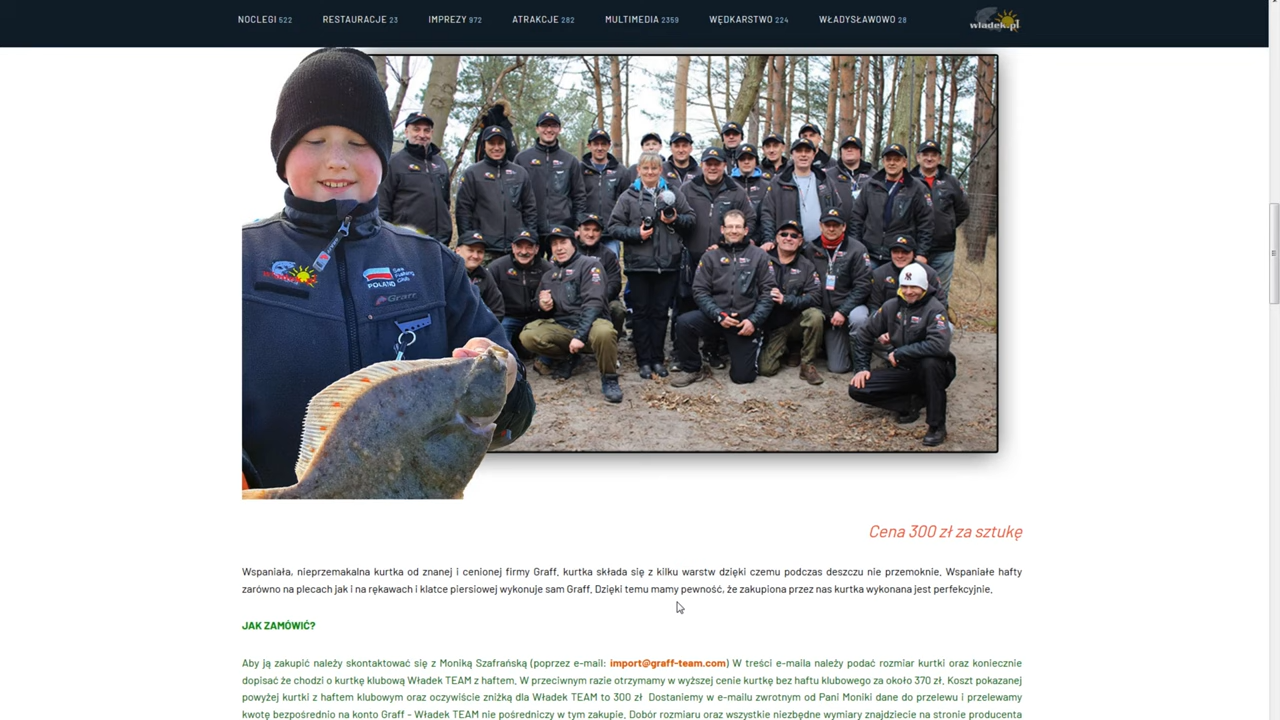 NOCLEGI 522 RESTAURACJE 23 IMPREZY 972 ATRAKCJE 282 MULTIMEDIA 2359 WĘDKARSTWO 224 WŁADYSŁAWOWO 28 władek.pl
Sea
Fishing
Club
POLAND
Graff
Cena 300 zł za sztukę
Wspaniała, nieprzemakalna kurtka od znanej i cenionej firmy Graff. kurtka składa się z kilku warstw dzięki czemu podczas deszczu nie przemoknie. Wspaniałe hafty
zarówno na plecach jak i na rękawach i klatce piersiowej wykonuje sam Graff. Dzięki temu mamy pewność, że zakupiona przez nas kurtka wykonana jest perfekcyjnie.
JAK ZAMÓWIĆ?
Aby ją zakupić należy skontaktować się z Moniką Szafrańską (poprzez e-mail: import@graff-team.com) W treści e-maila należy podać rozmiar kurtki oraz koniecznie
dopisać że chodzi o kurtkę klubową Władek TEAM z haftem. W przeciwnym razie otrzymamy w wyższej cenie kurtkę bez haftu klubowego za około 370 zł. Koszt pokazanej
powyżej kurtki z haftem klubowym oraz oczywiście zniżką dla Władek TEAM to 300 zł Dostaniemy w e-mailu zwrotnym od Pani Moniki dane do przelewu i przelewamy
kwotę bezpośrednio na konto Graff – Władek TEAM nie pośredniczy w tym zakupie. Dobór rozmiaru oraz wszystkie niezbędne wymiary znajdziecie na stronie producenta